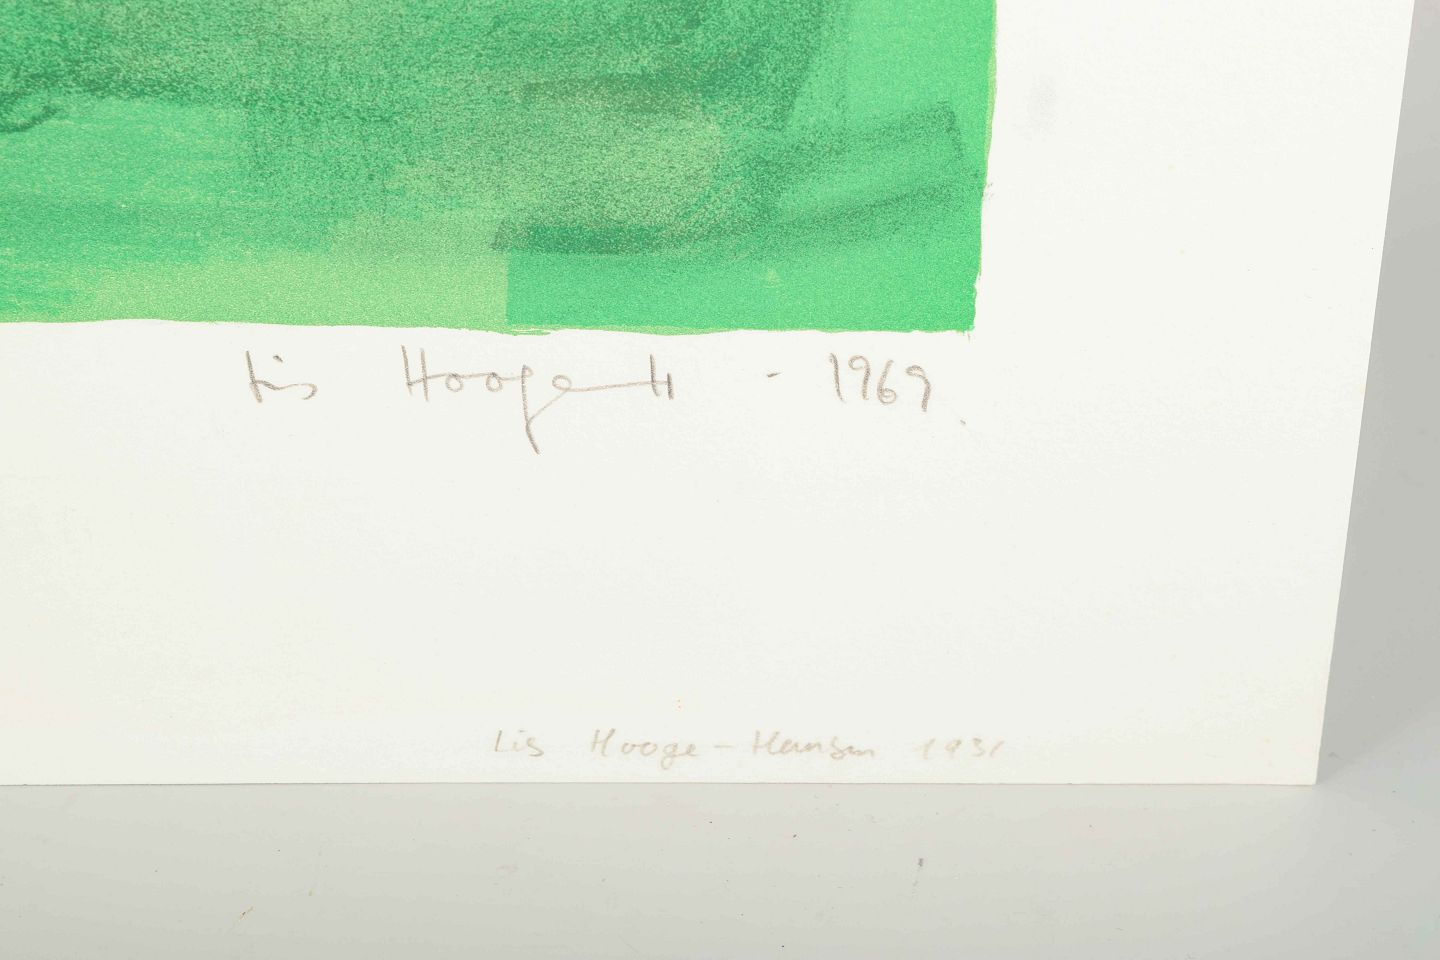 Lis Hooge H - 1969.
Lis Hooge - Hansen 1931